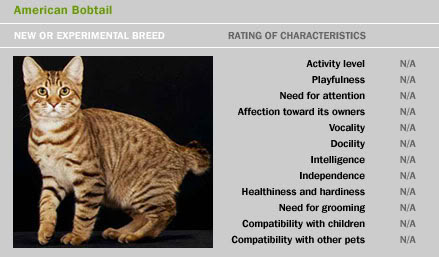 American Bobtail
NEW OR EXPERIMENTAL BREED RATING OF CHARACTERISTICS
Activity level N/A
Playfulness N/A
Need for attention N/A
Affection toward its owners N/A
Vocality N/A
Docility N/A
Intelligence N/A
Independence N/A
Healthiness and hardiness N/A
Need for grooming N/A
Compatibility with children N/A
Compatibility with other pets N/A